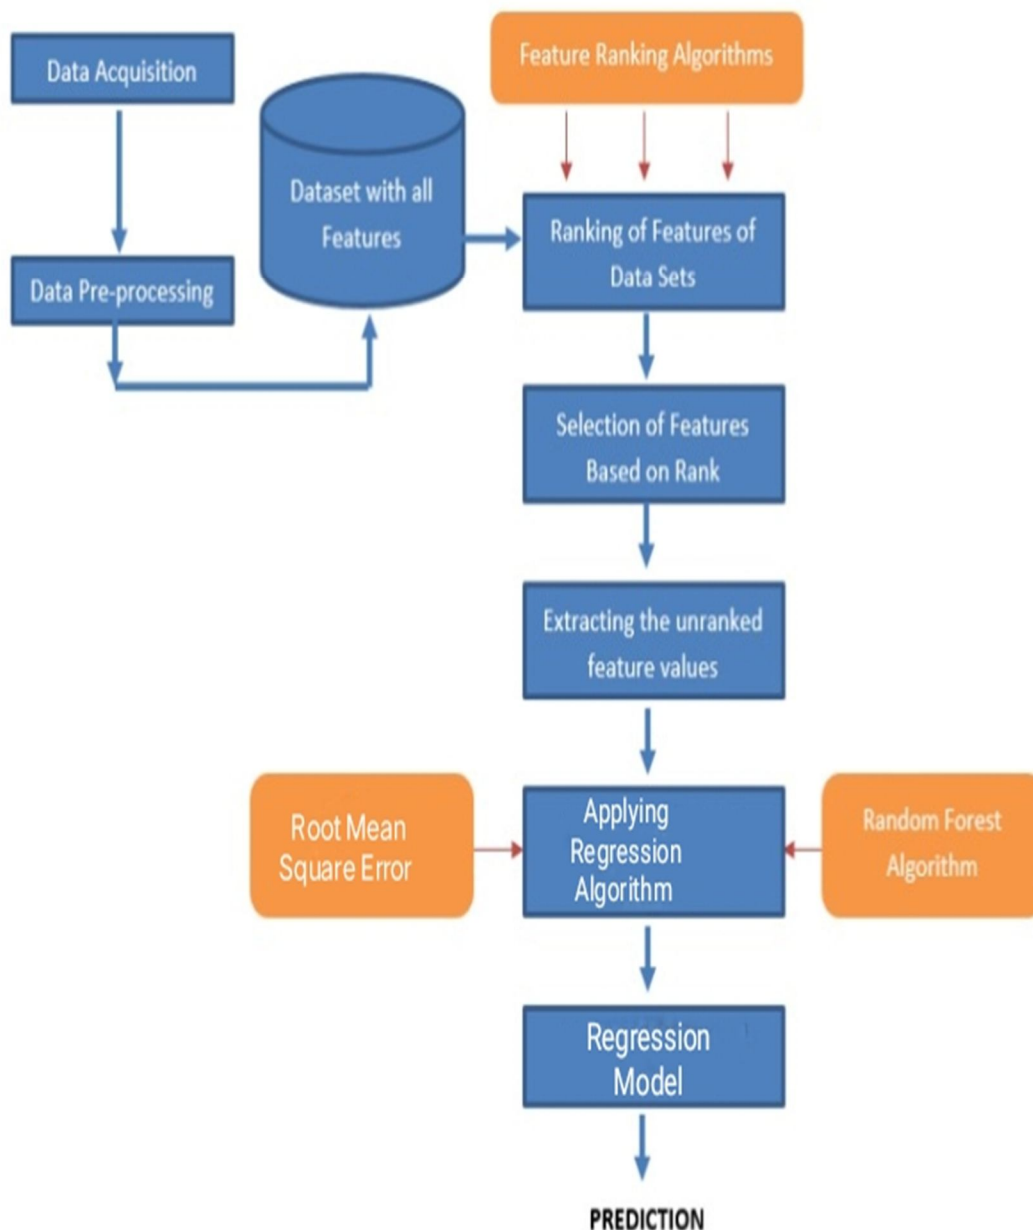 Data Acquisition
Data Pre-processing
Dataset with all
Features
Feature Ranking Algorithms
Ranking of Features of
Data Sets
Selection of Features
Based on Rank
Extracting the unranked
feature values
Root Mean
Square Error
Applying
Regression
Algorithm
Random Forest
Algorithm
Regression
Model
PREDICTION